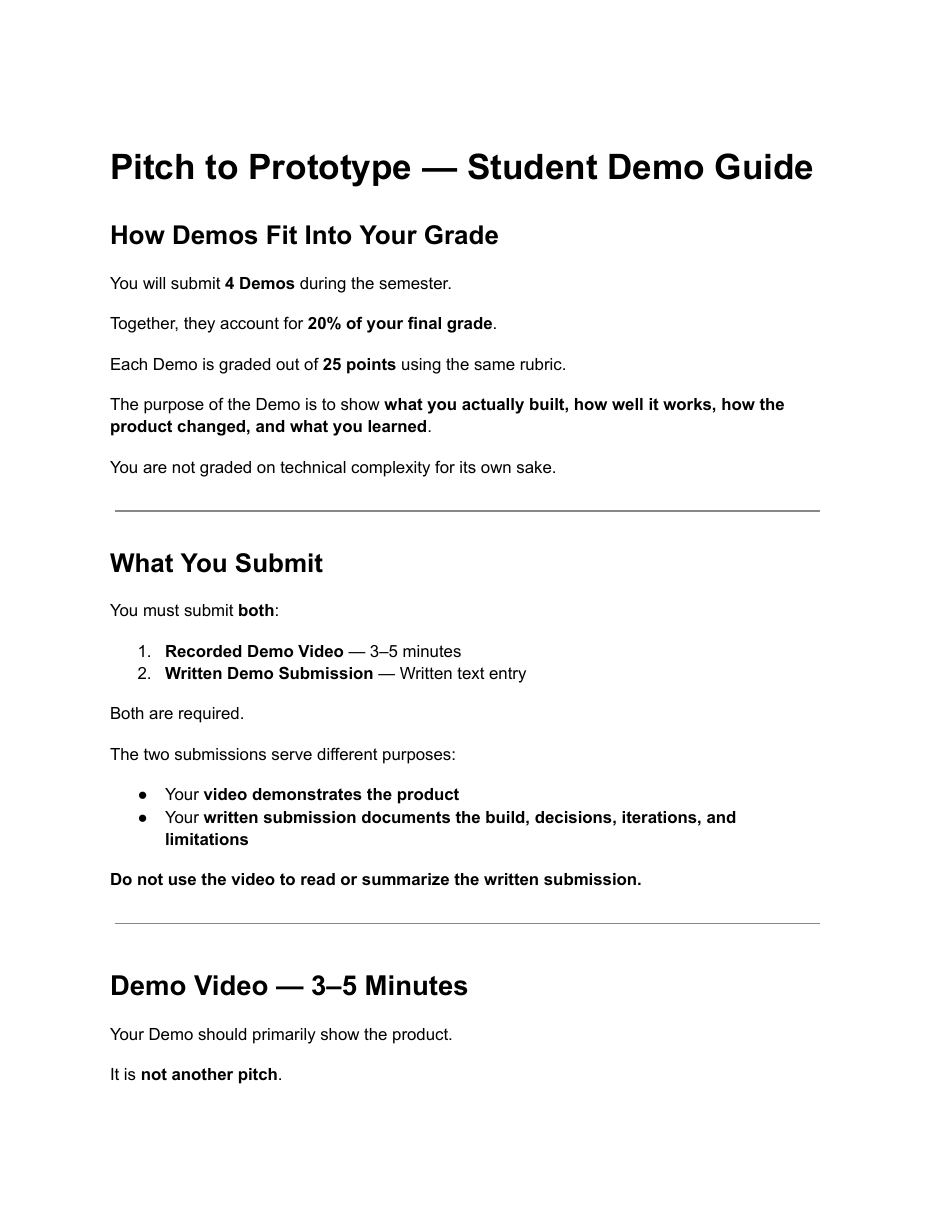 Pitch to Prototype — Student Demo Guide
How Demos Fit Into Your Grade
You will submit 4 Demos during the semester.
Together, they account for 20% of your final grade.
Each Demo is graded out of 25 points using the same rubric.
The purpose of the Demo is to show what you actually built, how well it works, how the
product changed, and what you learned.
You are not graded on technical complexity for its own sake.
What You Submit
You must submit both:
1. Recorded Demo Video — 3–5 minutes
2. Written Demo Submission — Written text entry
Both are required.
The two submissions serve different purposes:
● Your video demonstrates the product
● Your written submission documents the build, decisions, iterations, and
limitations
Do not use the video to read or summarize the written submission.
Demo Video — 3–5 Minutes
Your Demo should primarily show the product.
It is not another pitch.